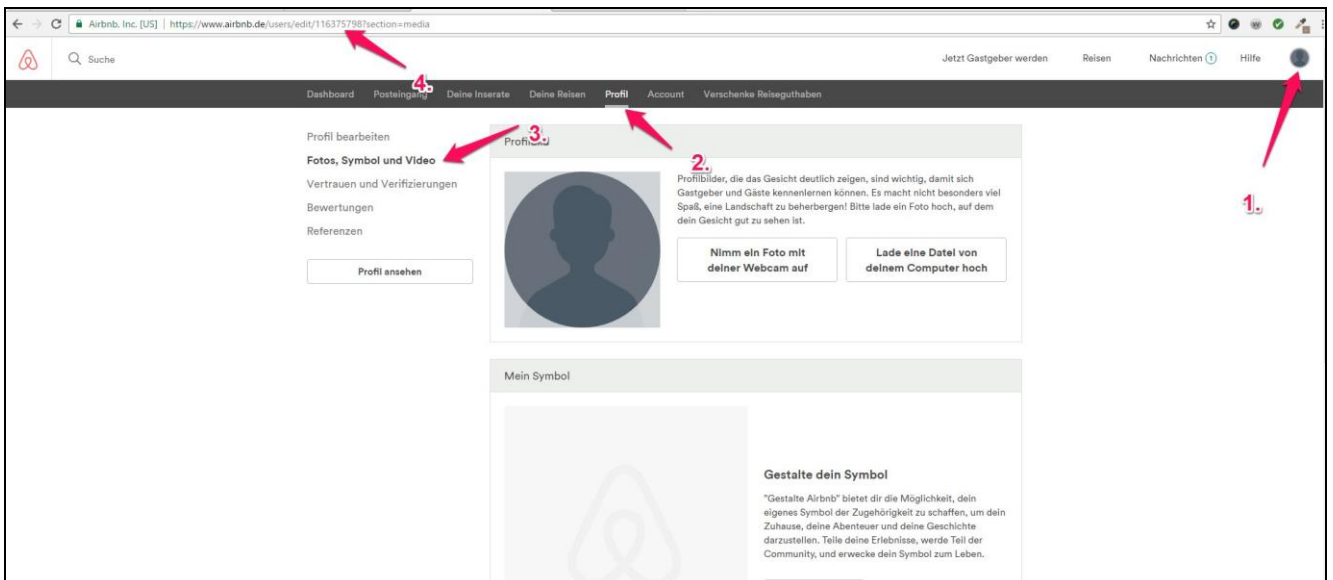 Airbnb, Inc. [US] | https://www.airbnb.de/users/edit/116375798?section=media
Suche
Jetzt Gastgeber werden Reisen Nachrichten 1 Hilfe
4.
Dashboard Posteingang Deine Inserate Deine Reisen Profil Account Verschenke Reiseguthaben
3.
2.
1.
Profil bearbeiten
Fotos, Symbol und Video
Vertrauen und Verifizierungen
Bewertungen
Referenzen
Profil ansehen
Profilbild
Profilbilder, die das Gesicht deutlich zeigen, sind wichtig, damit sich
Gastgeber und Gäste kennenlernen können. Es macht nicht besonders viel
Spaß, eine Landschaft zu beherbergen! Bitte lade ein Foto hoch, auf dem
dein Gesicht gut zu sehen ist.
Nimm ein Foto mit
deiner Webcam auf
Lade eine Datei von
deinem Computer hoch
Mein Symbol
Gestalte dein Symbol
"Gestalte Airbnb" bietet dir die Möglichkeit, dein
eigenes Symbol der Zugehörigkeit zu schaffen, um dein
Zuhause, deine Abenteuer und deine Geschichte
darzustellen. Teile deine Erlebnisse, werde Teil der
Community, und erwecke dein Symbol zum Leben.